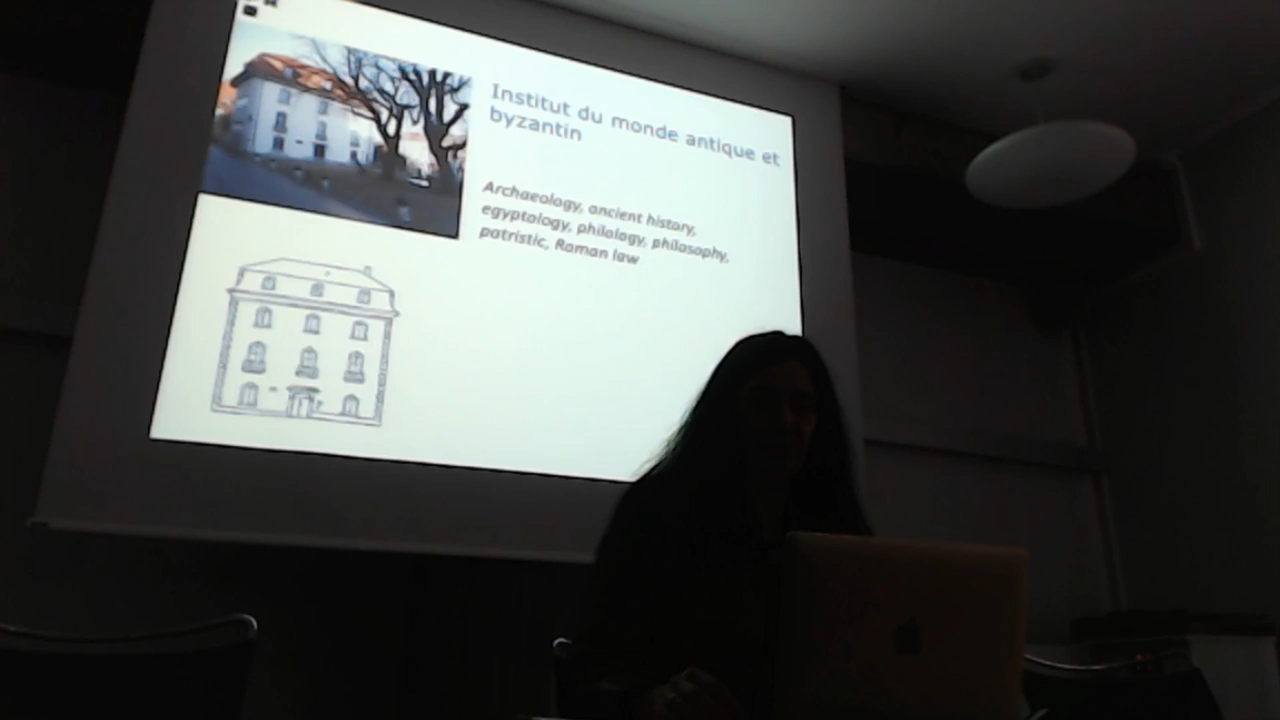 Institut du monde antique et
byzantin
Archaeology, ancient history,
egyptology, philology, philosophy,
patristic, Roman law